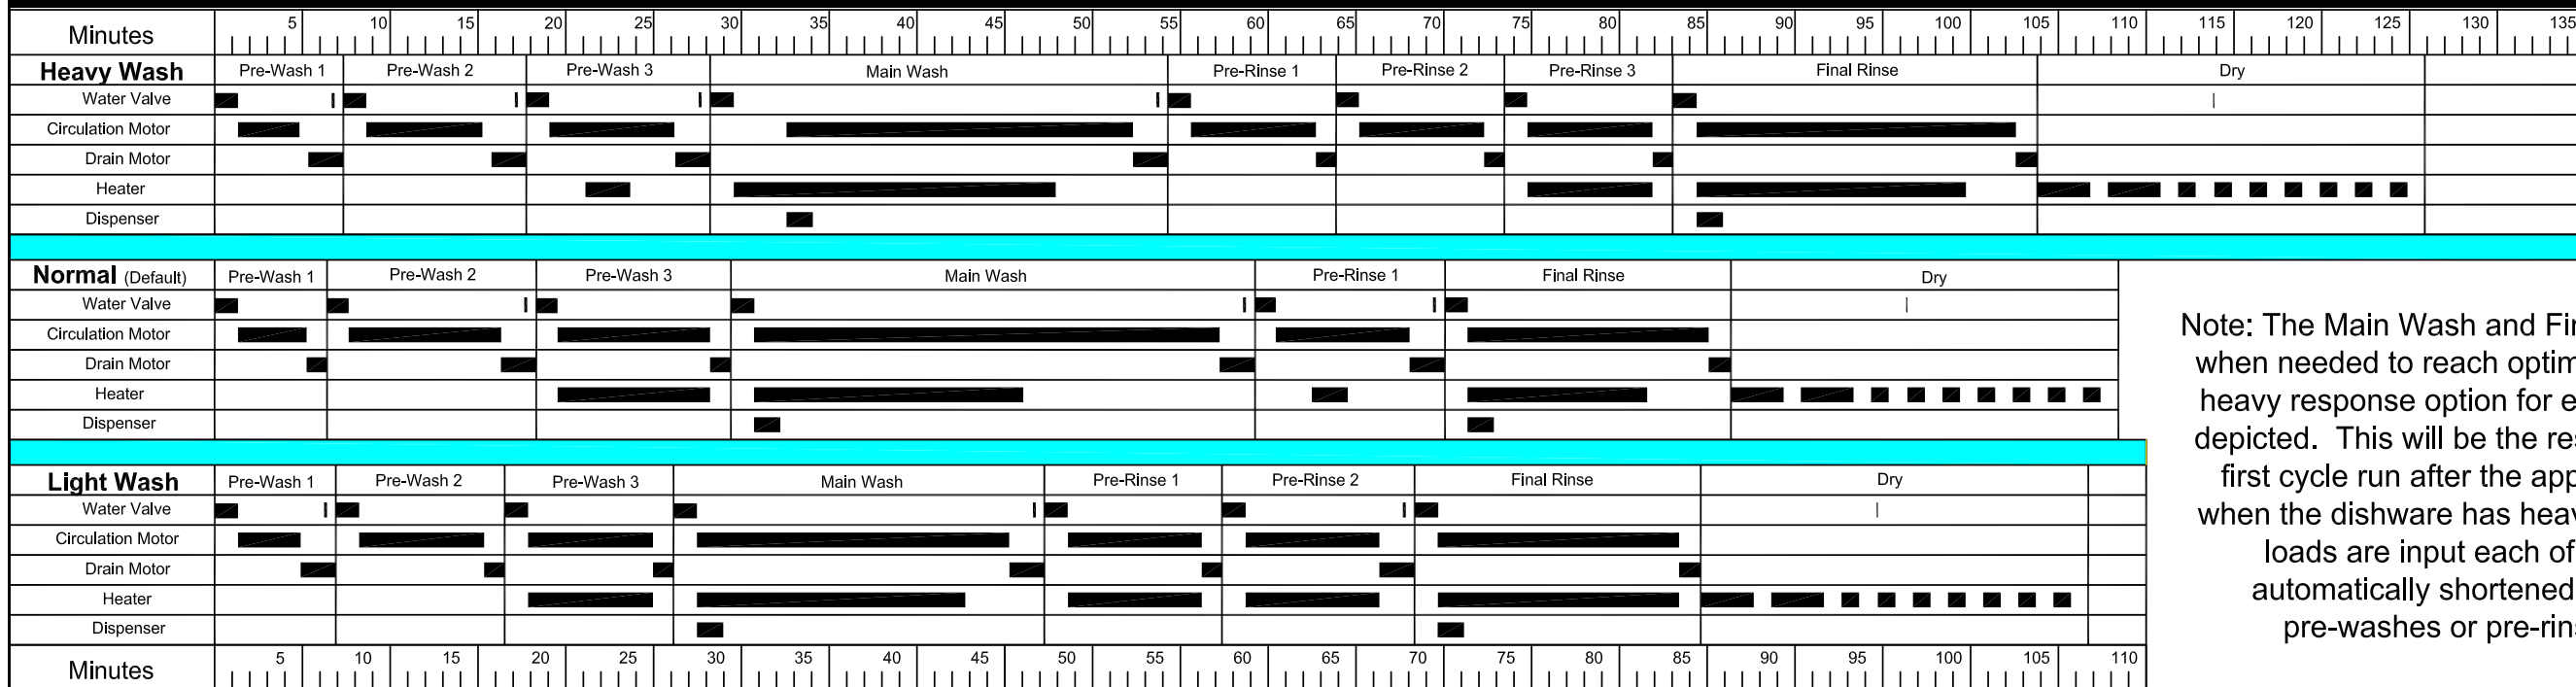 Minutes 5 10 15 20 25 30 35 40 45 50 55 60 65 70 75 80 85 90 95 100 105 110 115 120 125 130 135
Heavy Wash Pre-Wash 1 Pre-Wash 2 Pre-Wash 3 Main Wash Pre-Rinse 1 Pre-Rinse 2 Pre-Rinse 3 Final Rinse Dry
Water Valve
Circulation Motor
Drain Motor
Heater
Dispenser
Normal (Default) Pre-Wash 1 Pre-Wash 2 Pre-Wash 3 Main Wash Pre-Rinse 1 Final Rinse Dry
Water Valve
Circulation Motor
Drain Motor
Heater
Dispenser
Note: The Main Wash and Fi
when needed to reach optim
heavy response option for e
depicted. This will be the re
first cycle run after the app
when the dishware has heav
loads are input each of
automatically shortened
pre-washes or pre-rin
Light Wash Pre-Wash 1 Pre-Wash 2 Pre-Wash 3 Main Wash Pre-Rinse 1 Pre-Rinse 2 Final Rinse Dry
Water Valve
Circulation Motor
Drain Motor
Heater
Dispenser
Minutes 5 10 15 20 25 30 35 40 45 50 55 60 65 70 75 80 85 90 95 100 105 110